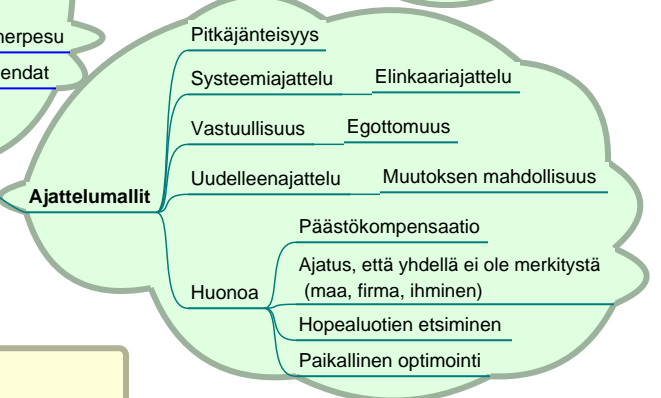 nerpesu
endat
Ajattelumallit
Pitkäjänteisyys
Systeemiajattelu
Elinkaariajattelu
Vastuullisuus
Egottomuus
Uudelleenajattelu
Muutoksen mahdollisuus
Huonoa
Päästökompensaatio
Ajatus, että yhdellä ei ole merkitystä
(maa, firma, ihminen)
Hopealuotien etsiminen
Paikallinen optimointi